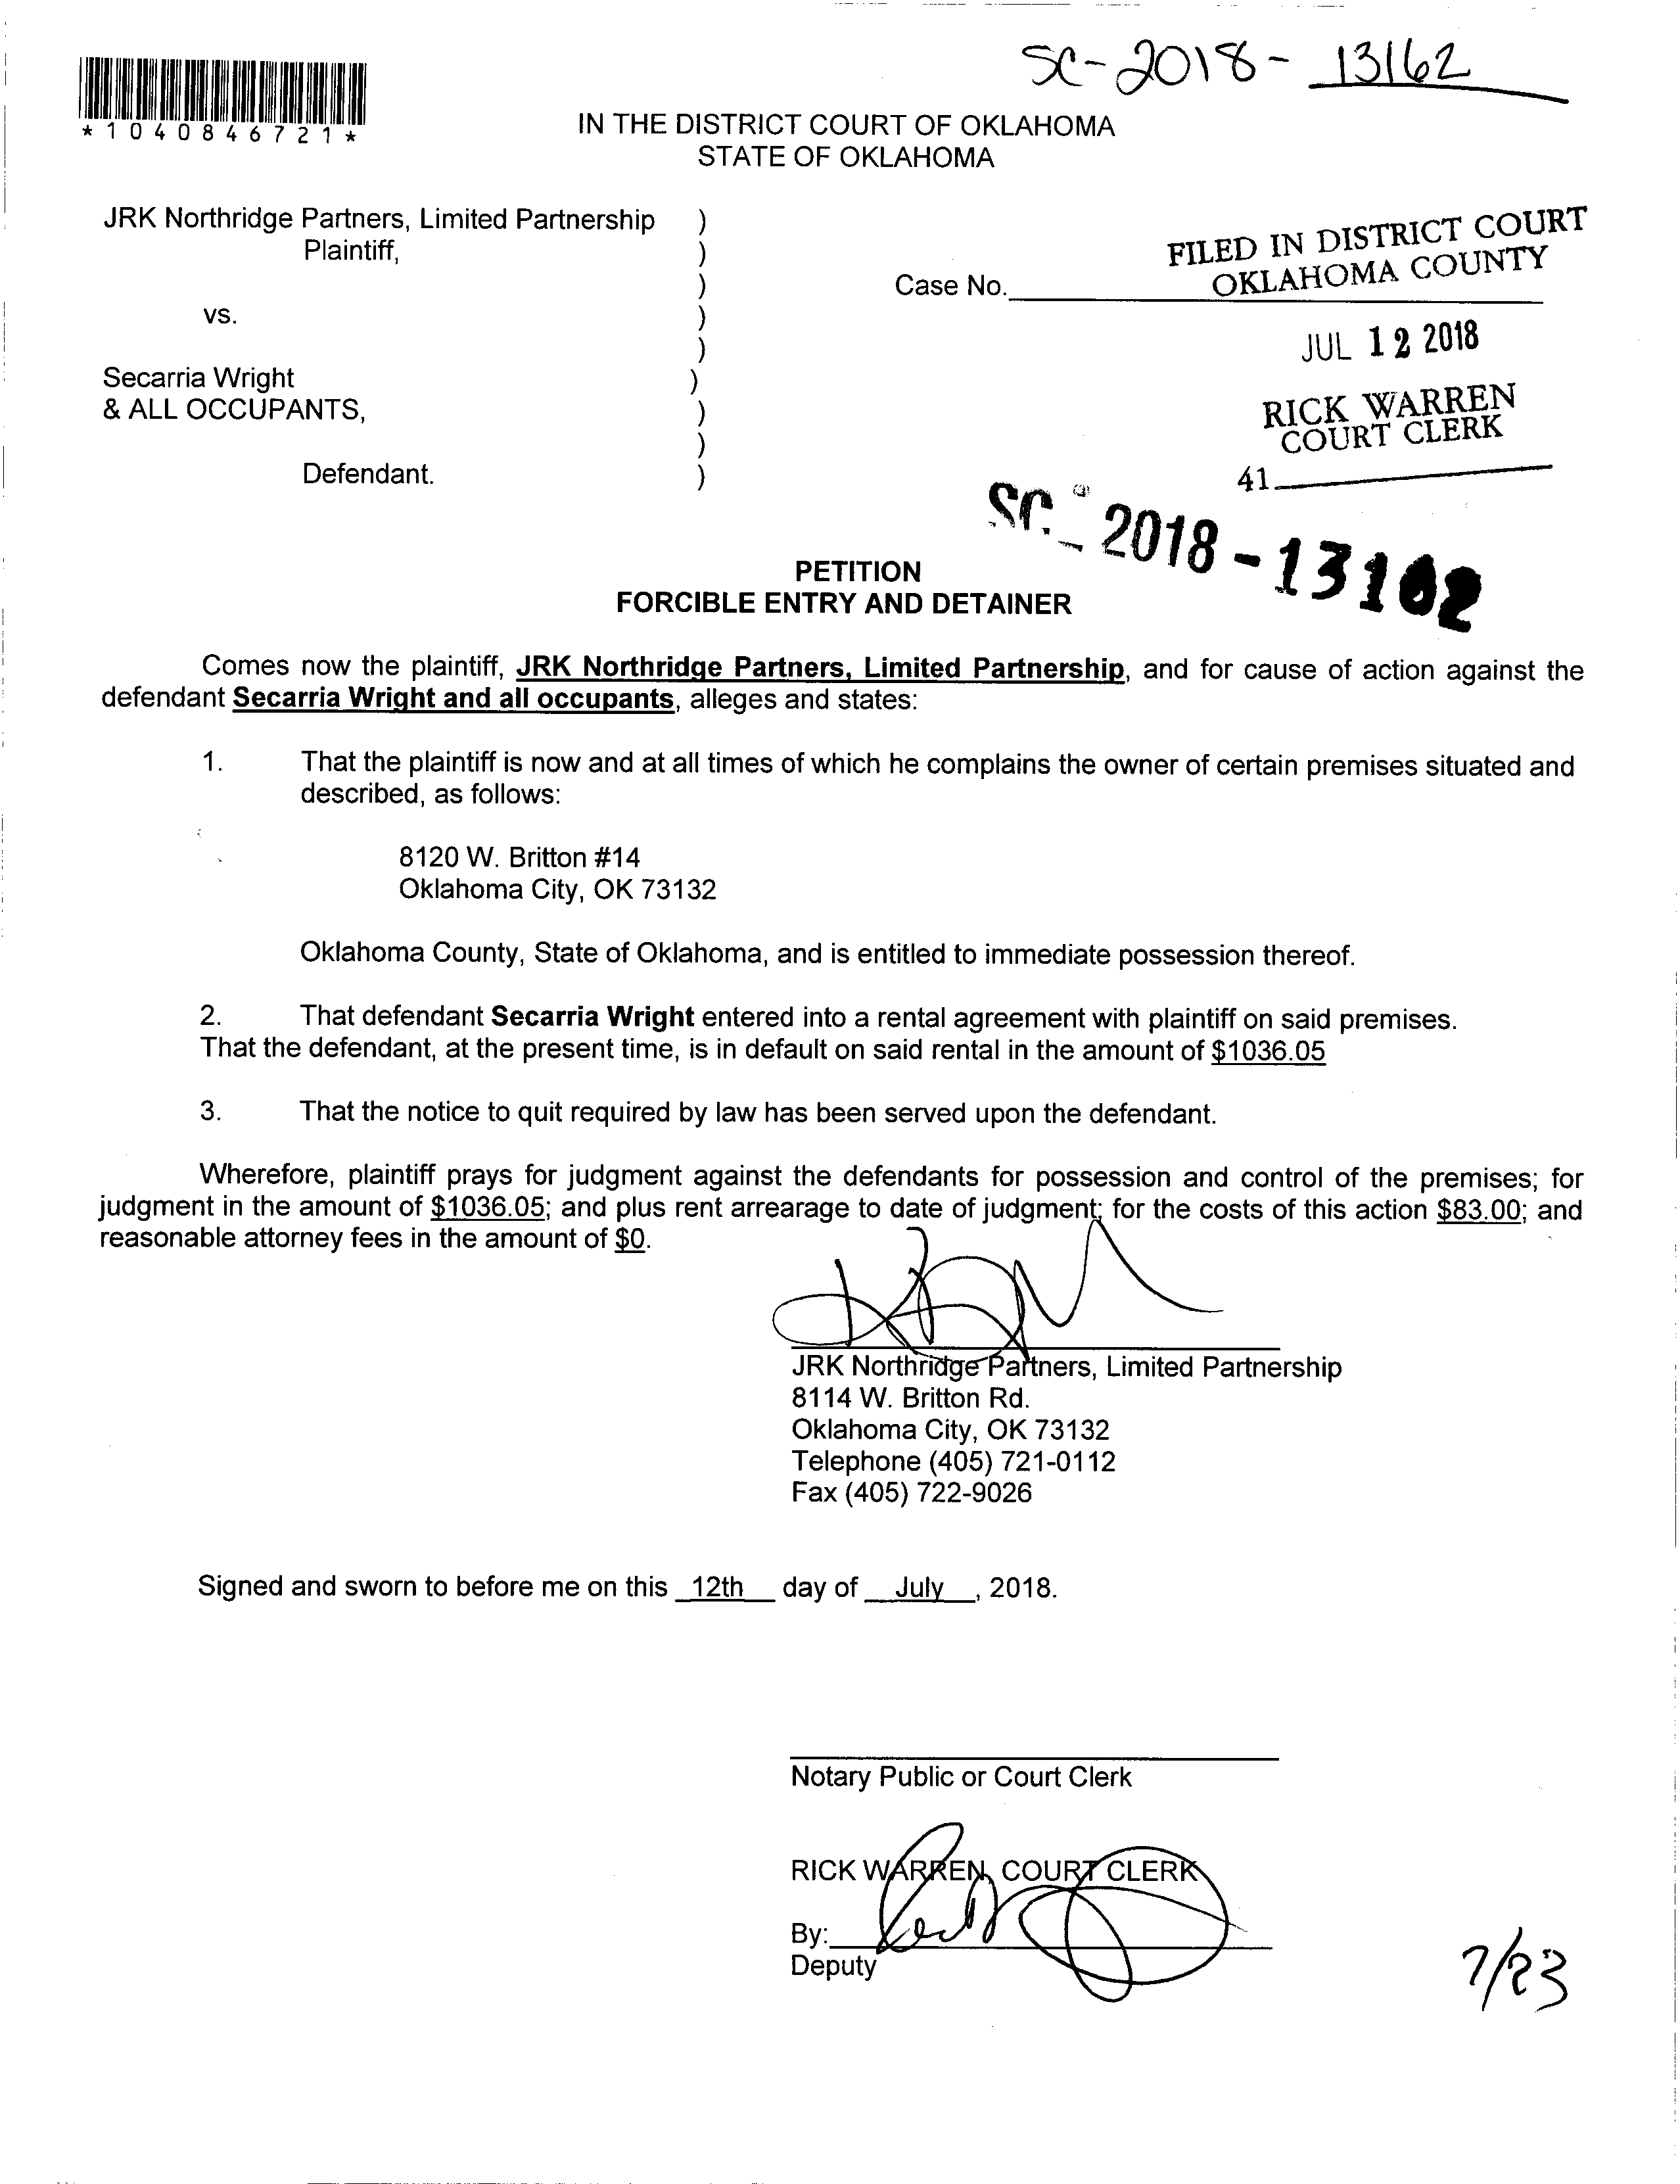 SC-2018- 13162
*1040846721*
IN THE DISTRICT COURT OF OKLAHOMA
STATE OF OKLAHOMA
JRK Northridge Partners, Limited Partnership )
Plaintiff, )
)
vs. )
)
Secarria Wright )
& ALL OCCUPANTS, )
)
Defendant. )
Case No.
FILED IN DISTRICT COURT
OKLAHOMA COUNTY
JUL 12 2018
RICK WARREN
COURT CLERK
41
SC - 2018 - 13162
PETITION
FORCIBLE ENTRY AND DETAINER
Comes now the plaintiff, JRK Northridge Partners, Limited Partnership, and for cause of action against the
defendant Secarria Wright and all occupants, alleges and states:
1. That the plaintiff is now and at all times of which he complains the owner of certain premises situated and
described, as follows:
8120 W. Britton #14
Oklahoma City, OK 73132
Oklahoma County, State of Oklahoma, and is entitled to immediate possession thereof.
2. That defendant Secarria Wright entered into a rental agreement with plaintiff on said premises.
That the defendant, at the present time, is in default on said rental in the amount of $1036.05
3. That the notice to quit required by law has been served upon the defendant.
Wherefore, plaintiff prays for judgment against the defendants for possession and control of the premises; for
judgment in the amount of $1036.05; and plus rent arrearage to date of judgment; for the costs of this action $83.00; and
reasonable attorney fees in the amount of $0.
JRK Northridge Partners, Limited Partnership
8114 W. Britton Rd.
Oklahoma City, OK 73132
Telephone (405) 721-0112
Fax (405) 722-9026
Signed and sworn to before me on this 12th day of July, 2018.
Notary Public or Court Clerk
RICK WARREN, COURT CLERK
By:
Deputy
7/23